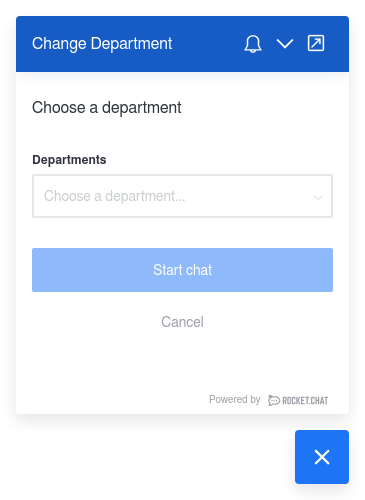 Change Department
Choose a department
Departments
Choose a department...
Start chat
Cancel
Powered by ROCKET.CHAT